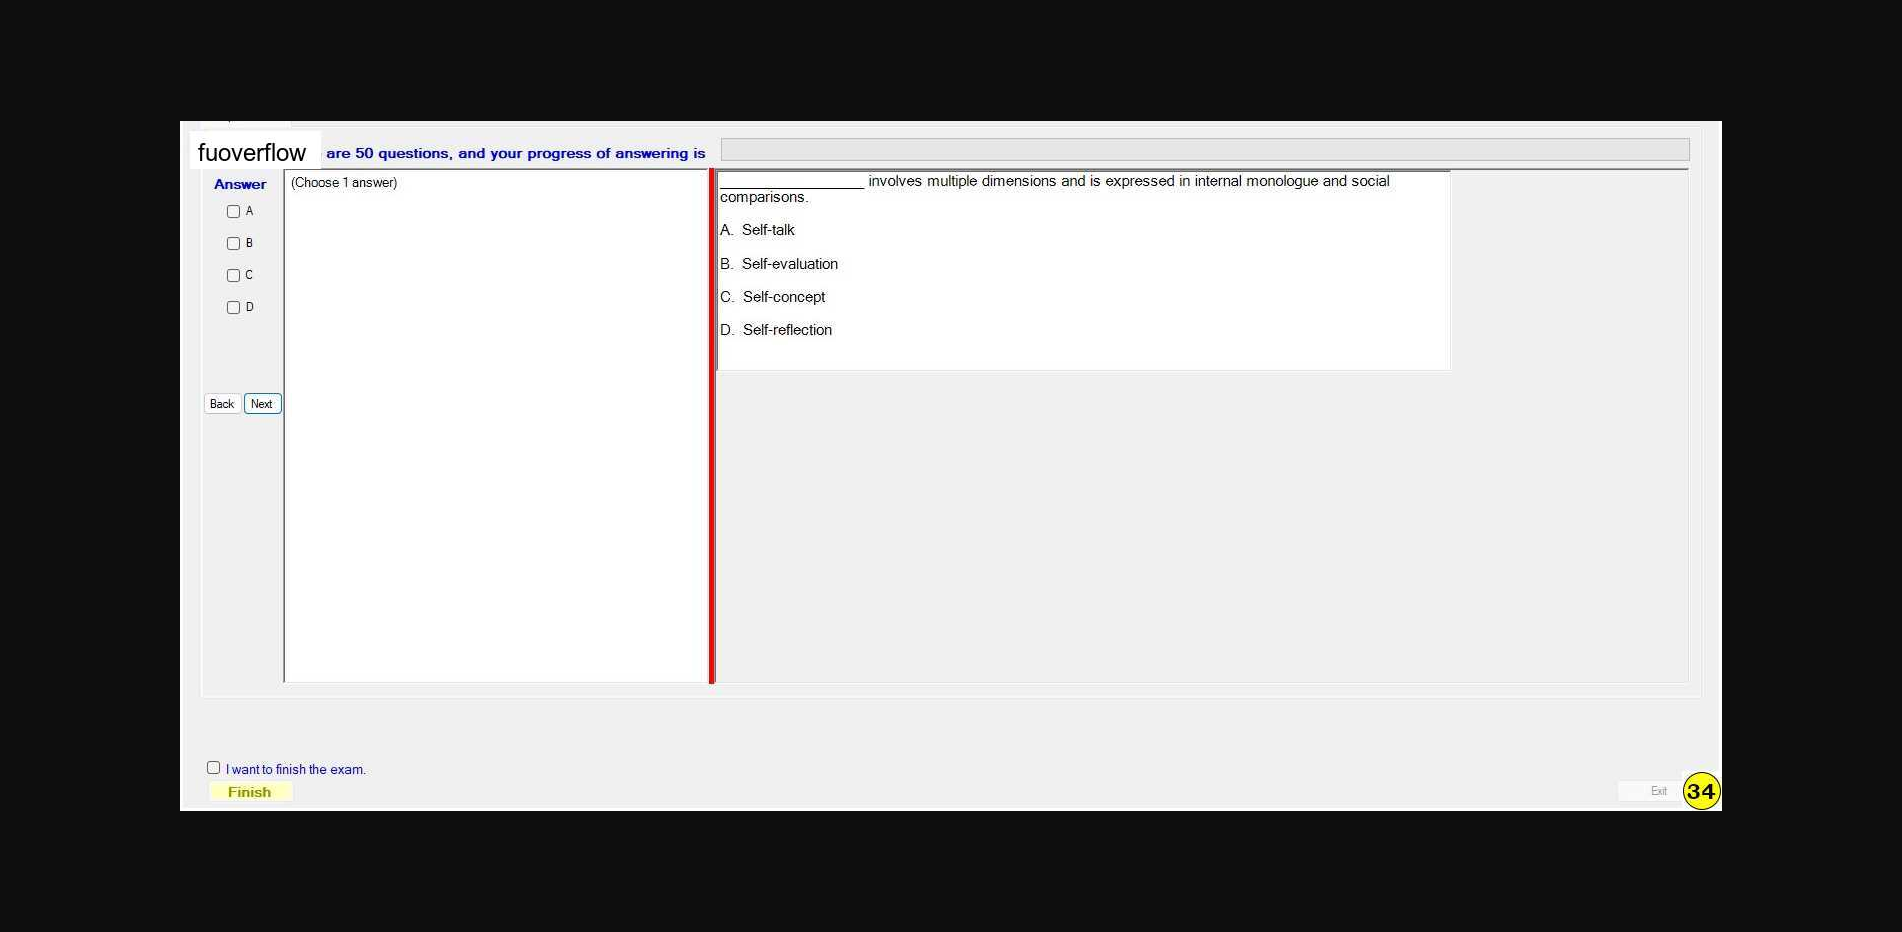 fuoverflow are 50 questions, and your progress of answering is
Answer
(Choose 1 answer)
A
B
C
D
Back Next
________________ involves multiple dimensions and is expressed in internal monologue and social
comparisons.
A. Self-talk
B. Self-evaluation
C. Self-concept
D. Self-reflection
I want to finish the exam.
Finish
Exit
34